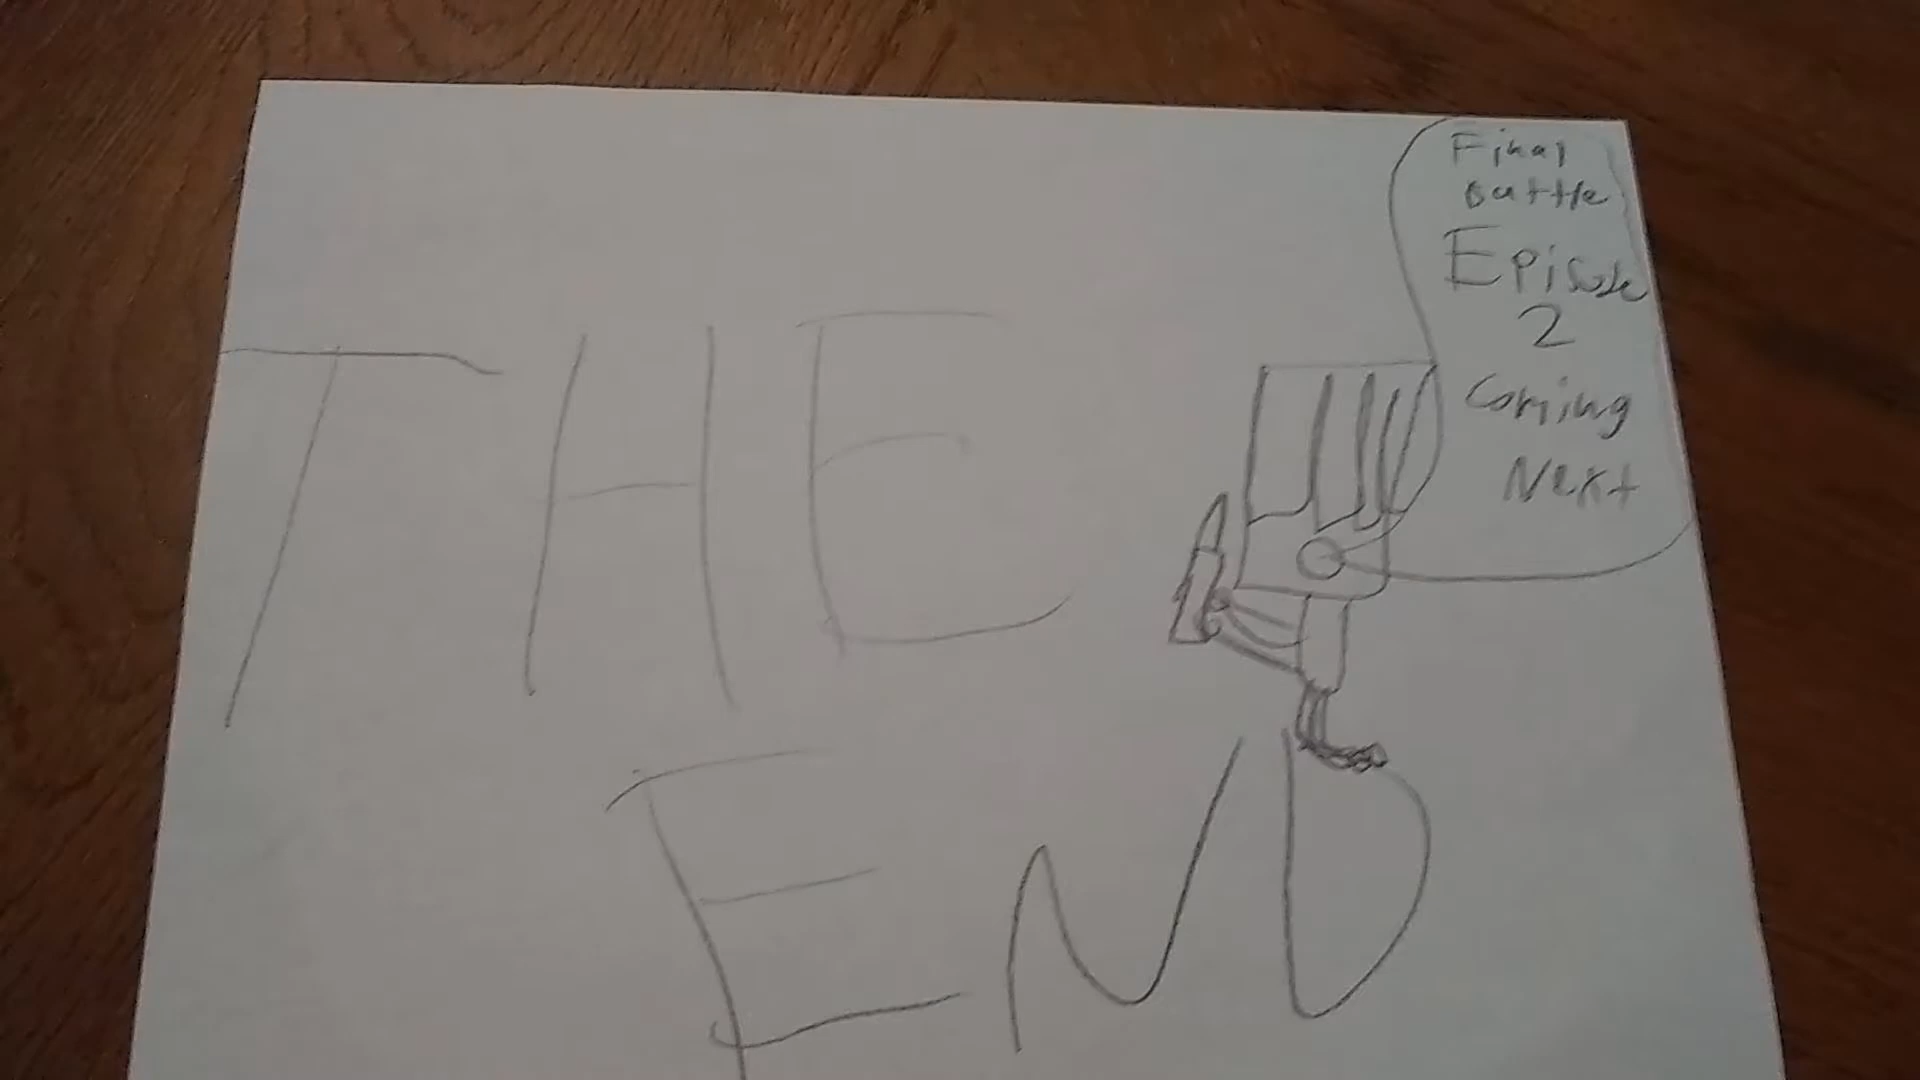 THE
END
Final
Battle
Episode
2
Coming
Next